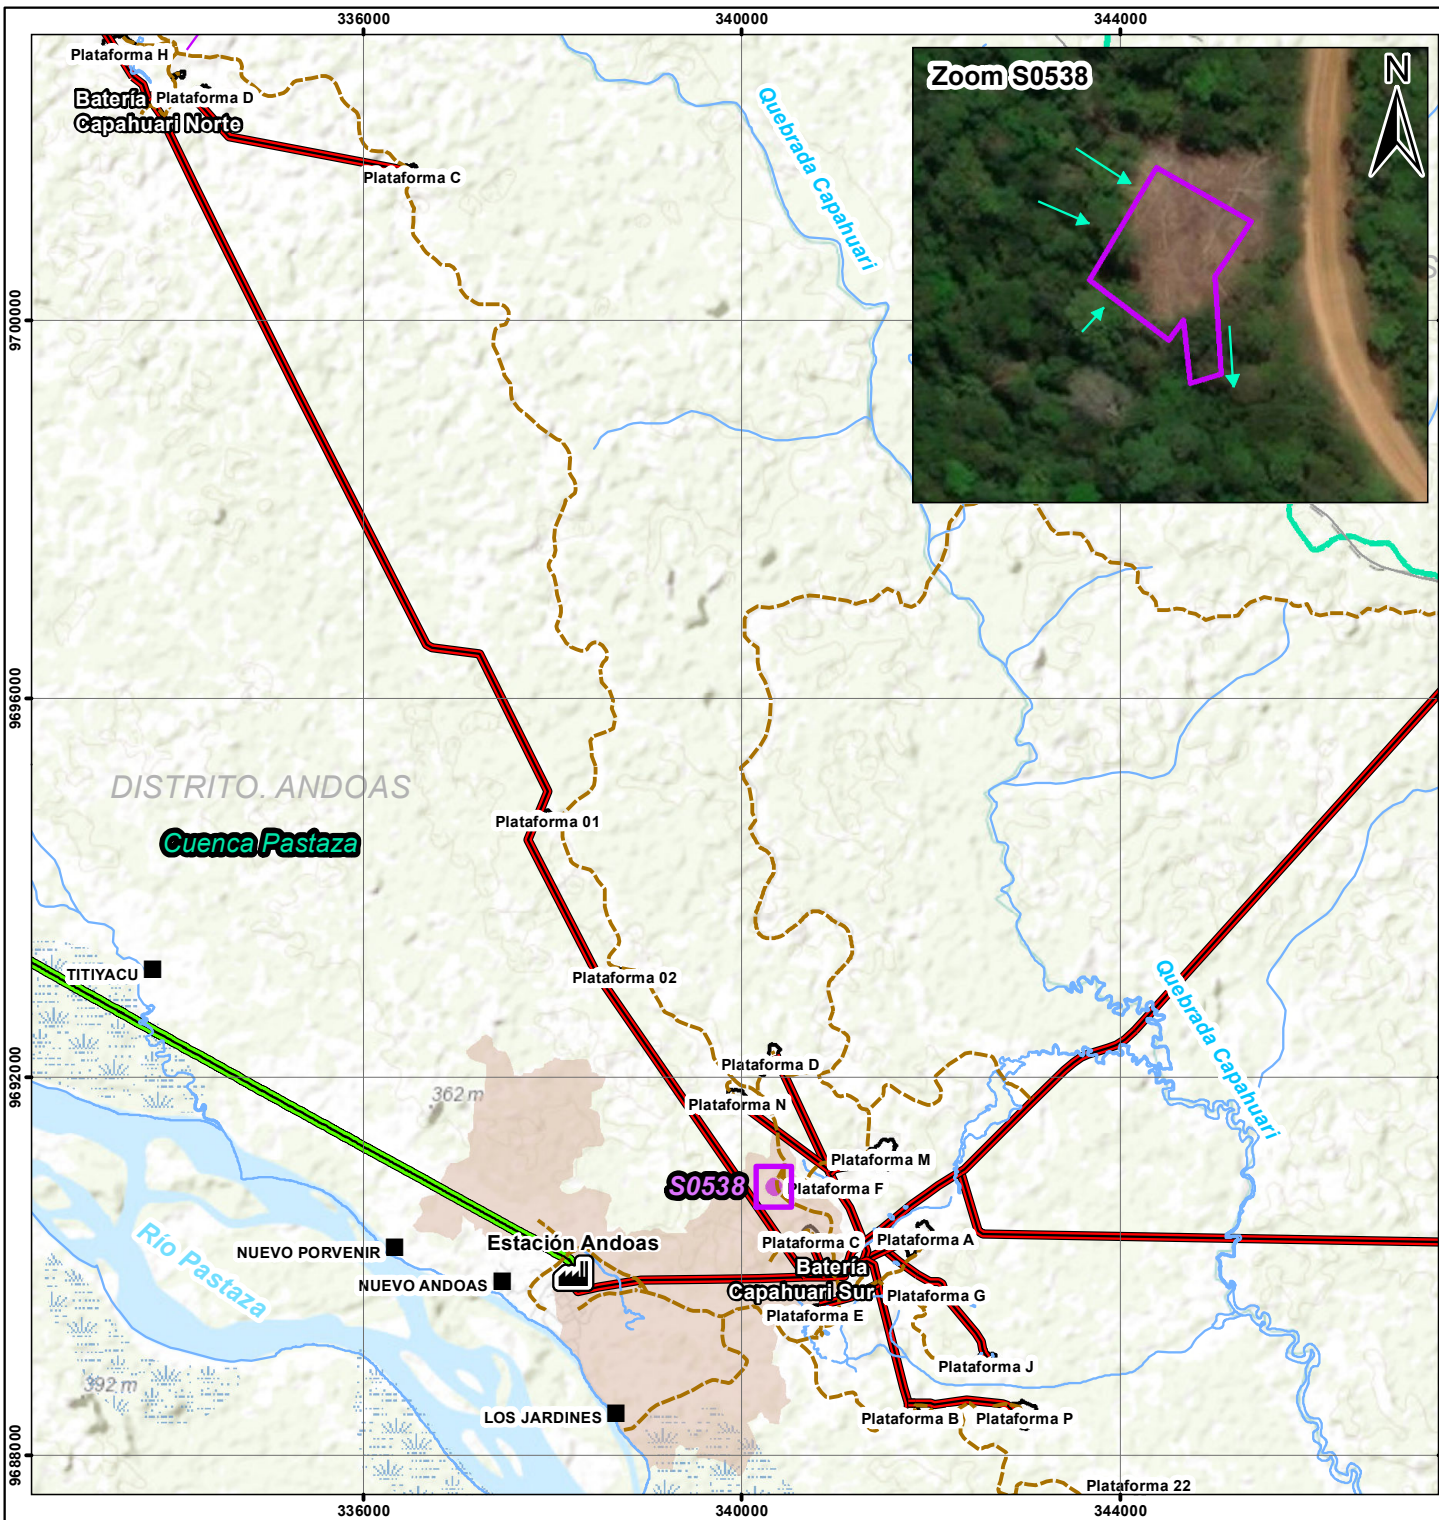 336000
340000
344000
Plataforma H
Plataforma D
Batería
Capahuari Norte
Plataforma C
Quebrada Capahuari
Zoom S0538
N
9700000
9696000
9692000
9688000
DISTRITO. ANDOAS
Cuenca Pastaza
Plataforma 01
Plataforma 02
TITIYACU
362 m
Plataforma D
Plataforma N
Quebrada Capahuari
Plataforma M
S0538
Plataforma F
Río Pastaza
NUEVO PORVENIR
Estación Andoas
NUEVO ANDOAS
Plataforma C
Plataforma A
Batería
Capahuari Sur
Plataforma G
Plataforma E
Plataforma J
392 m
LOS JARDINES
Plataforma B
Plataforma P
Plataforma 22
336000
340000
344000